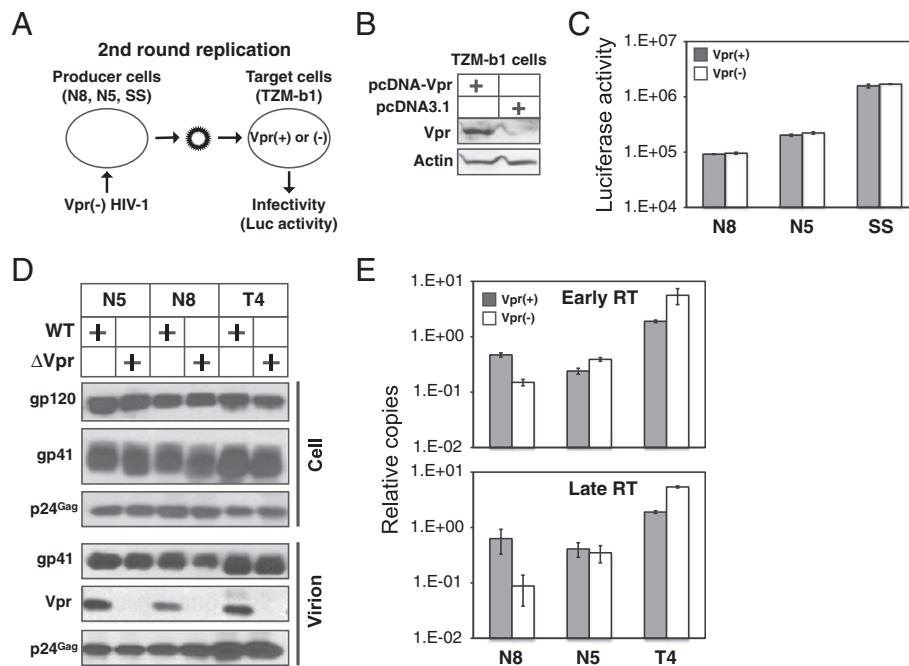 A
2nd round replication
Producer cells
(N8, N5, SS)
Target cells
(TZM-b1)
Vpr(+) or (-)
Vpr(-) HIV-1
Infectivity
(Luc activity)
B
TZM-b1 cells
pcDNA-Vpr +
pcDNA3.1 +
Vpr
Actin
C
Luciferase activity
1.E+07
1.E+06
1.E+05
1.E+04
Vpr(+)
Vpr(-)
N8 N5 SS
D
N5 N8 T4
WT + + +
ΔVpr + + +
gp120
gp41
p24Gag
Cell
gp41
Vpr
p24Gag
Virion
E
Relative copies
Early RT
Vpr(+)
Vpr(-)
1.E+01
1.E+00
1.E-01
1.E-02
Late RT
1.E+01
1.E+00
1.E-01
1.E-02
N8 N5 T4